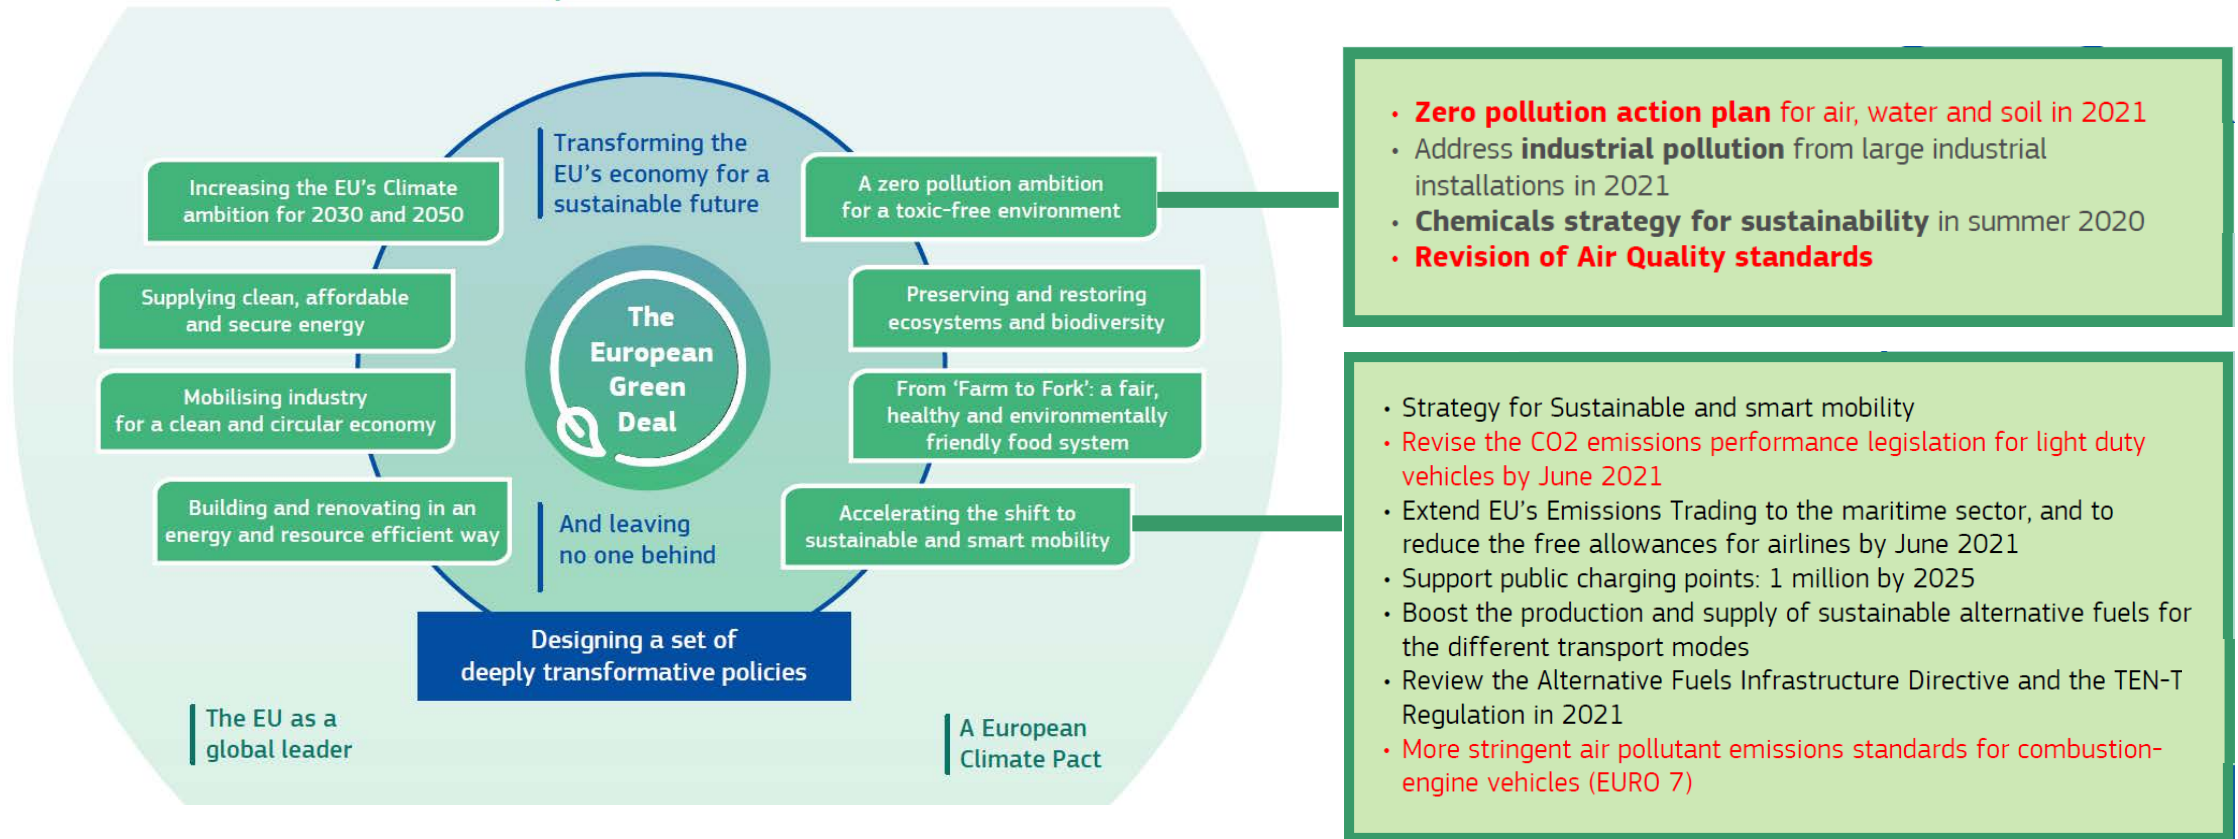 Transforming the
EU's economy for a
sustainable future
Increasing the EU's Climate
ambition for 2030 and 2050
Supplying clean, affordable
and secure energy
Mobilising industry
for a clean and circular economy
Building and renovating in an
energy and resource efficient way
The
European
Green
Deal
A zero pollution ambition
for a toxic-free environment
Preserving and restoring
ecosystems and biodiversity
From ‘Farm to Fork’: a fair,
healthy and environmentally
friendly food system
Accelerating the shift to
sustainable and smart mobility
And leaving
no one behind
Designing a set of
deeply transformative policies
The EU as a
global leader
A European
Climate Pact
• Zero pollution action plan for air, water and soil in 2021
• Address industrial pollution from large industrial
installations in 2021
• Chemicals strategy for sustainability in summer 2020
• Revision of Air Quality standards
• Strategy for Sustainable and smart mobility
• Revise the CO2 emissions performance legislation for light duty
vehicles by June 2021
• Extend EU's Emissions Trading to the maritime sector, and to
reduce the free allowances for airlines by June 2021
• Support public charging points: 1 million by 2025
• Boost the production and supply of sustainable alternative fuels for
the different transport modes
• Review the Alternative Fuels Infrastructure Directive and the TEN-T
Regulation in 2021
• More stringent air pollutant emissions standards for combustion-
engine vehicles (EURO 7)